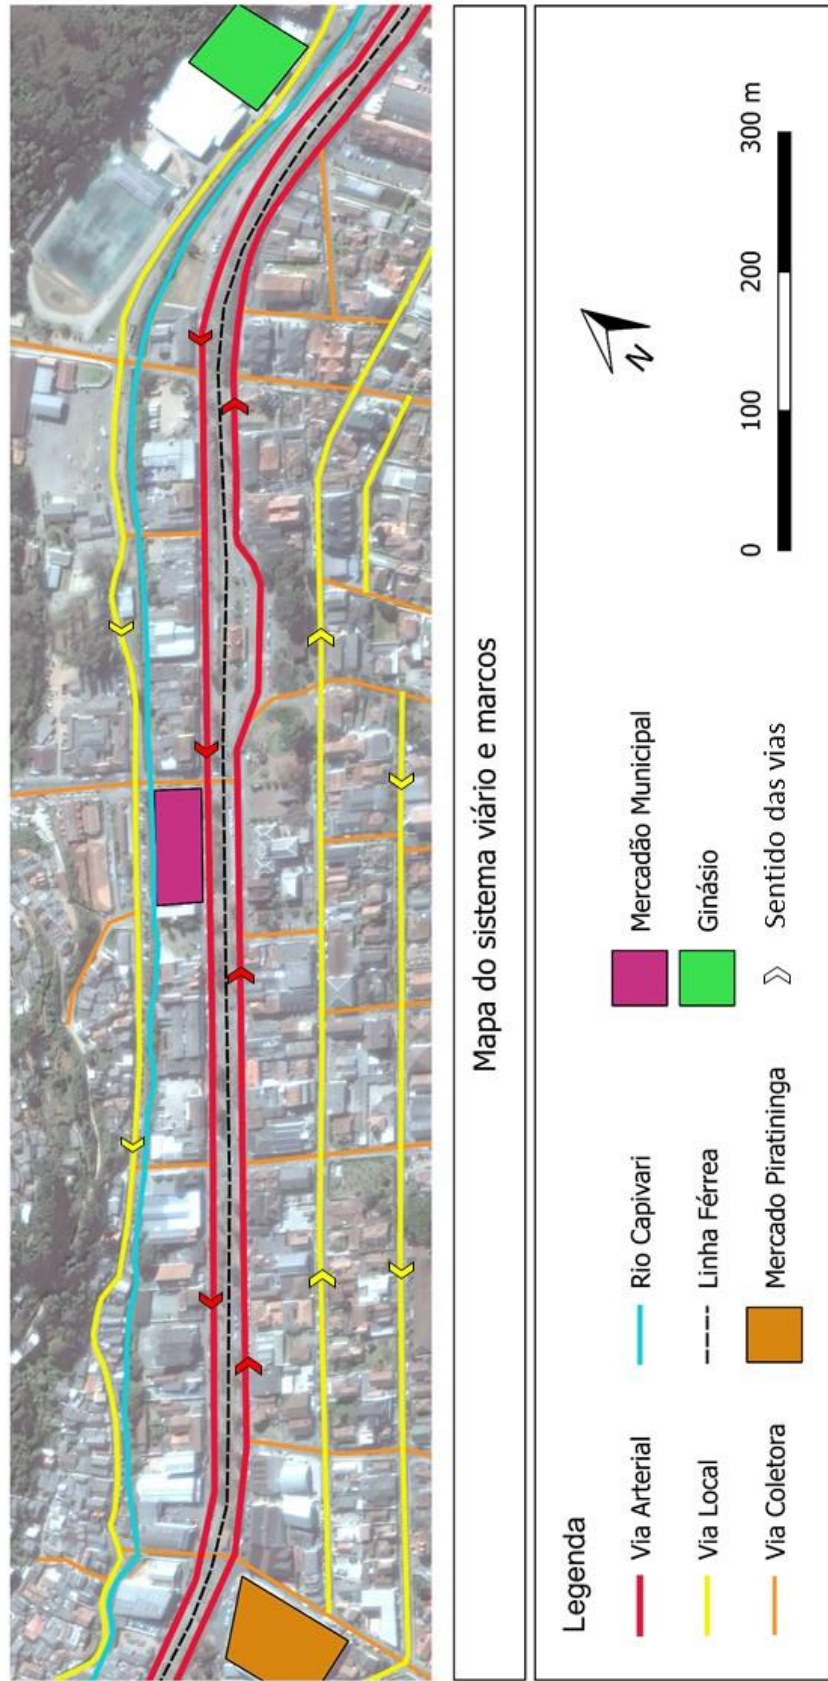 Mapa do sistema viário e marcos
Legenda
Via Arterial
Via Local
Via Coletora
Rio Capivari
Linha Férrea
Mercado Piratininga
Mercadão Municipal
Ginásio
Sentido das vias
N
0 100 200 300 m